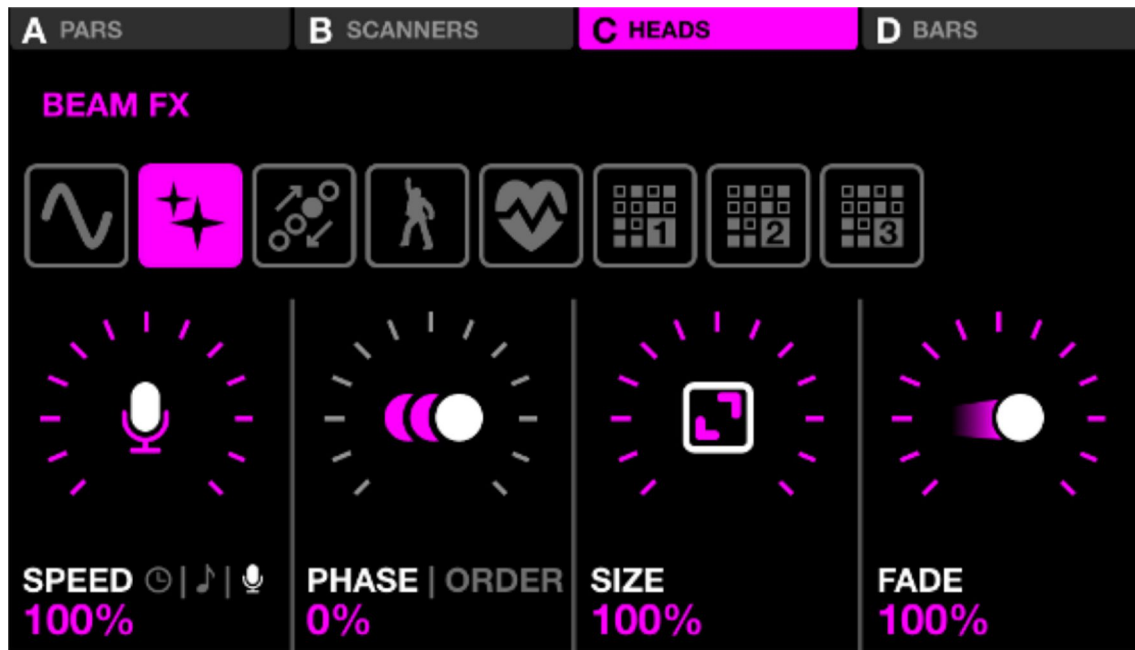 A PARS
B SCANNERS
C HEADS
D BARS
BEAM FX
1
2
3
SPEED
100%
PHASE | ORDER
0%
SIZE
100%
FADE
100%